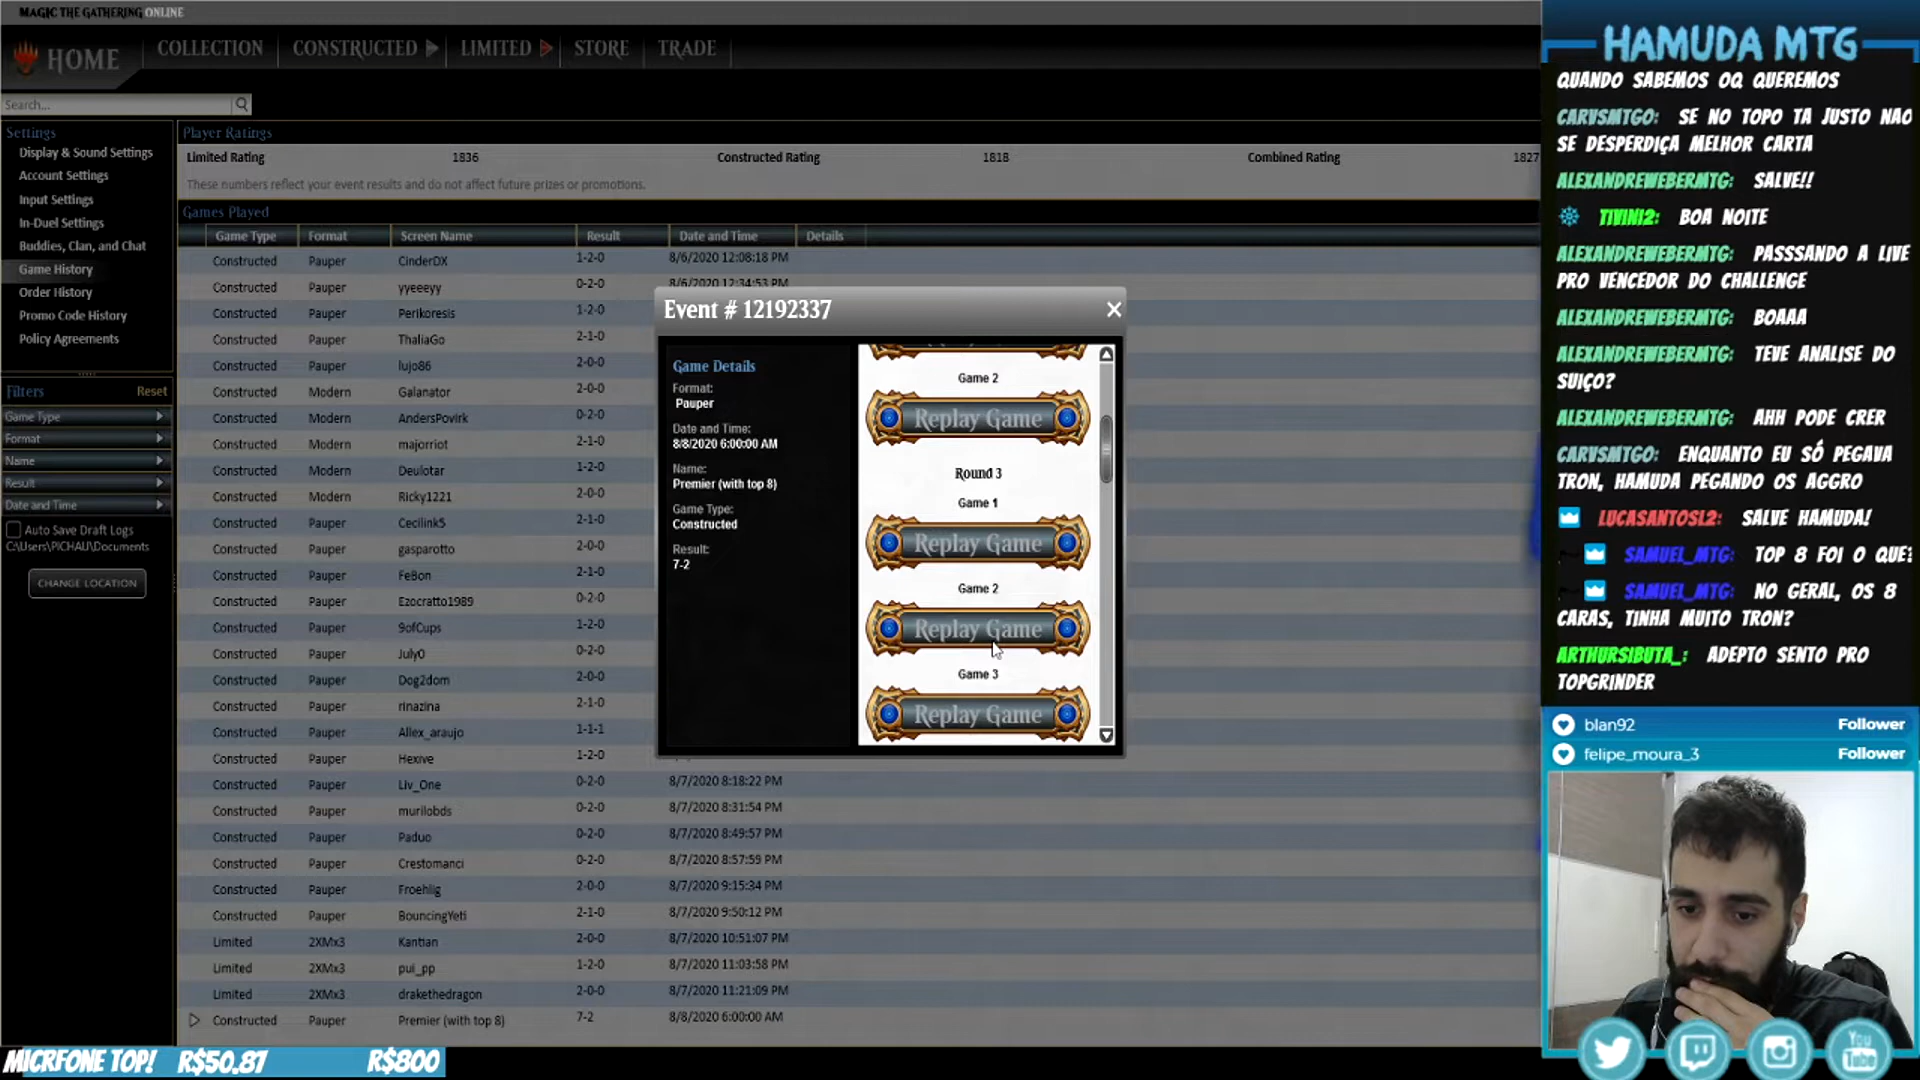 MAGIC THE GATHERING ONLINE
HOME
COLLECTION
CONSTRUCTED
LIMITED
STORE
TRADE
Search...
Settings
Display & Sound Settings
Account Settings
Input Settings
In-Duel Settings
Buddies, Clan, and Chat
Game History
Order History
Promo Code History
Policy Agreements
Filters Reset
Game Type
Format
Name
Result
Date and Time
Auto Save Draft Logs
C:\Users\PICHAU\Documents
CHANGE LOCATION
Player Ratings
Limited Rating 1836 Constructed Rating 1818 Combined Rating 1827
These numbers reflect your event results and do not affect future prizes or promotions.
Games Played
Game Type Format Screen Name Result Date and Time Details
Constructed Pauper CinderDX 1-2-0 8/6/2020 12:08:18 PM
Constructed Pauper yyeeeyy 0-2-0 8/6/2020 12:34:53 PM
Constructed Pauper Perikoresis 1-2-0
Constructed Pauper ThaliaGo 2-1-0
Constructed Pauper lujo86 2-0-0
Constructed Modern Galanator 2-0-0
Constructed Modern AndersPovirk 0-2-0
Constructed Modern majorriot 2-1-0
Constructed Modern Deulotar 1-2-0
Constructed Modern Ricky1221 2-0-0
Constructed Pauper Cecilink5 2-1-0
Constructed Pauper gasparotto 2-0-0
Constructed Pauper FeBon 2-1-0
Constructed Pauper Ezocratto1989 0-2-0
Constructed Pauper 9ofCups 1-2-0
Constructed Pauper July0 0-2-0
Constructed Pauper Dog2dom 2-0-0
Constructed Pauper rinazina 2-1-0
Constructed Pauper Allex_araujo 1-1-1
Constructed Pauper Hexive 1-2-0
Constructed Pauper Liv_One 0-2-0 8/7/2020 8:18:22 PM
Constructed Pauper murilobds 0-2-0 8/7/2020 8:31:54 PM
Constructed Pauper Paduo 0-2-0 8/7/2020 8:49:57 PM
Constructed Pauper Crestomanci 0-2-0 8/7/2020 8:57:59 PM
Constructed Pauper Froehlig 2-0-0 8/7/2020 9:15:34 PM
Constructed Pauper BouncingYeti 2-1-0 8/7/2020 9:50:12 PM
Limited 2XMx3 Kantian 2-0-0 8/7/2020 10:51:07 PM
Limited 2XMx3 pui_pp 1-2-0 8/7/2020 11:03:58 PM
Limited 2XMx3 drakethedragon 2-0-0 8/7/2020 11:21:09 PM
Constructed Pauper Premier (with top 8) 7-2 8/8/2020 6:00:00 AM
Event # 12192337
Game Details
Format:
Pauper
Date and Time:
8/8/2020 6:00:00 AM
Name:
Premier (with top 8)
Game Type:
Constructed
Result:
7-2
Game 2
Replay Game
Round 3
Game 1
Replay Game
Game 2
Replay Game
Game 3
Replay Game
HAMUDA MTG
QUANDO SABEMOS OQ QUEREMOS
CARVSMTGO: SE NO TOPO TA JUSTO NAO
SE DESPERDIÇA MELHOR CARTA
ALEXANDREWEBERMTG: SALVE!!
TIVINI2: BOA NOITE
ALEXANDREWEBERMTG: PASSSANDO A LIVE
PRO VENCEDOR DO CHALLENGE
ALEXANDREWEBERMTG: BOAAA
ALEXANDREWEBERMTG: TEVE ANALISE DO
SUIÇO?
ALEXANDREWEBERMTG: AHH PODE CRER
CARVSMTGO: ENQUANTO EU SÓ PEGAVA
TRON, HAMUDA PEGANDO OS AGGRO
LUCASANTOSL2: SALVE HAMUDA!
SAMUEL_MTG: TOP 8 FOI O QUE?
SAMUEL_MTG: NO GERAL, OS 8
CARAS, TINHA MUITO TRON?
ARTHURSIBUTA_: ADEPTO SENTO PRO
TOPGRINDER
blan92 Follower
felipe_moura_3 Follower
You
Tube
MICRFONE TOP! R$50.87 R$800